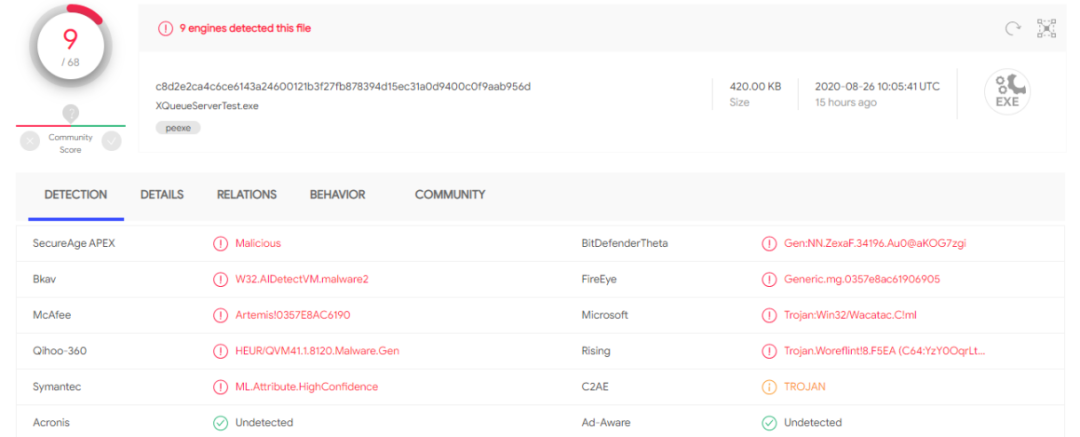 9
/ 68
Community
Score
9 engines detected this file
c8d2e2ca4c6ce6143a24600121b3f27fb878394d15ec31a0d9400c0f9aab956d
XQueueServerTest.exe
peexe
420.00 KB
Size
2020-08-26 10:05:41 UTC
15 hours ago
EXE
DETECTION DETAILS RELATIONS BEHAVIOR COMMUNITY
SecureAge APEX Malicious BitDefenderTheta Gen:NN.ZexaF.34196.Au0@aKOG7zgi
Bkav W32.AIDetectVM.malware2 FireEye Generic.mg.0357e8ac61906905
McAfee Artemis!0357E8AC6190 Microsoft Trojan:Win32/Wacatac.C!ml
Qihoo-360 HEUR/QVM41.1.8120.Malware.Gen Rising Trojan.Woreflint!8.F5EA (C64:YzY0OqrLt...
Symantec ML.Attribute.HighConfidence C2AE TROJAN
Acronis Undetected Ad-Aware Undetected